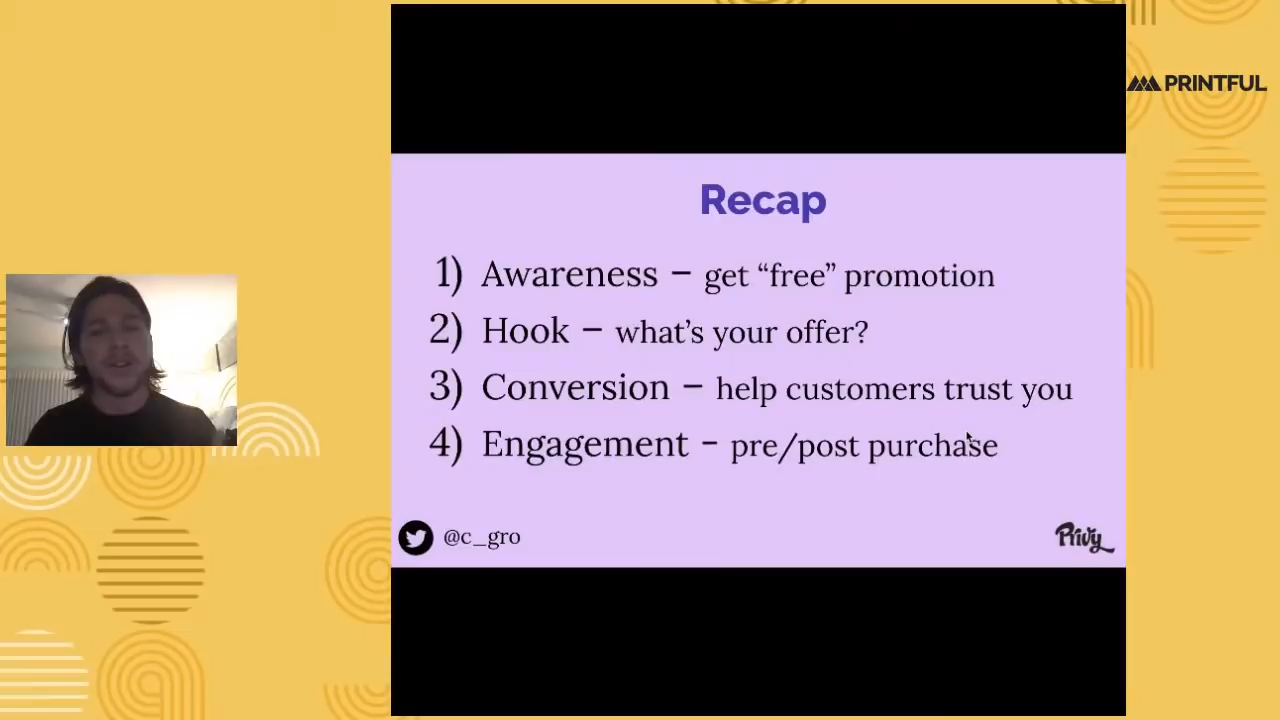 PRINTFUL
Recap
1) Awareness – get “free” promotion
2) Hook – what’s your offer?
3) Conversion – help customers trust you
4) Engagement - pre/post purchase
@c_gro
Privy